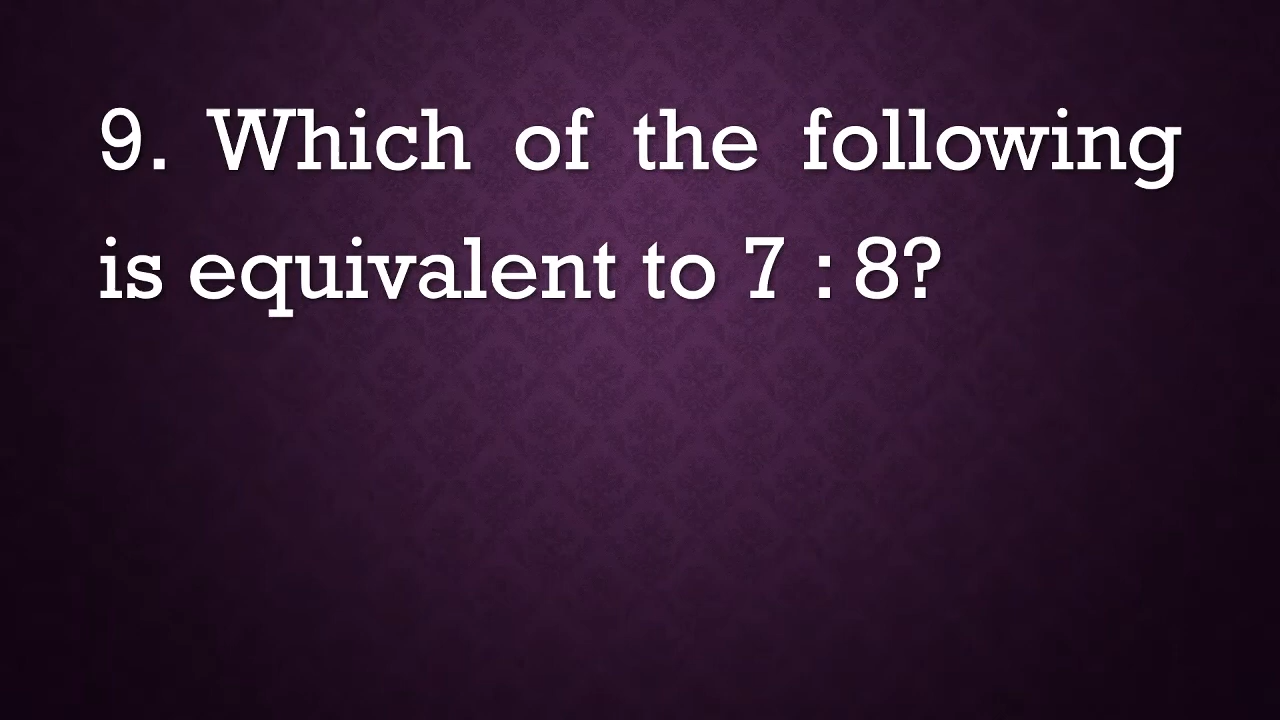 9. Which of the following
is equivalent to 7 : 8?